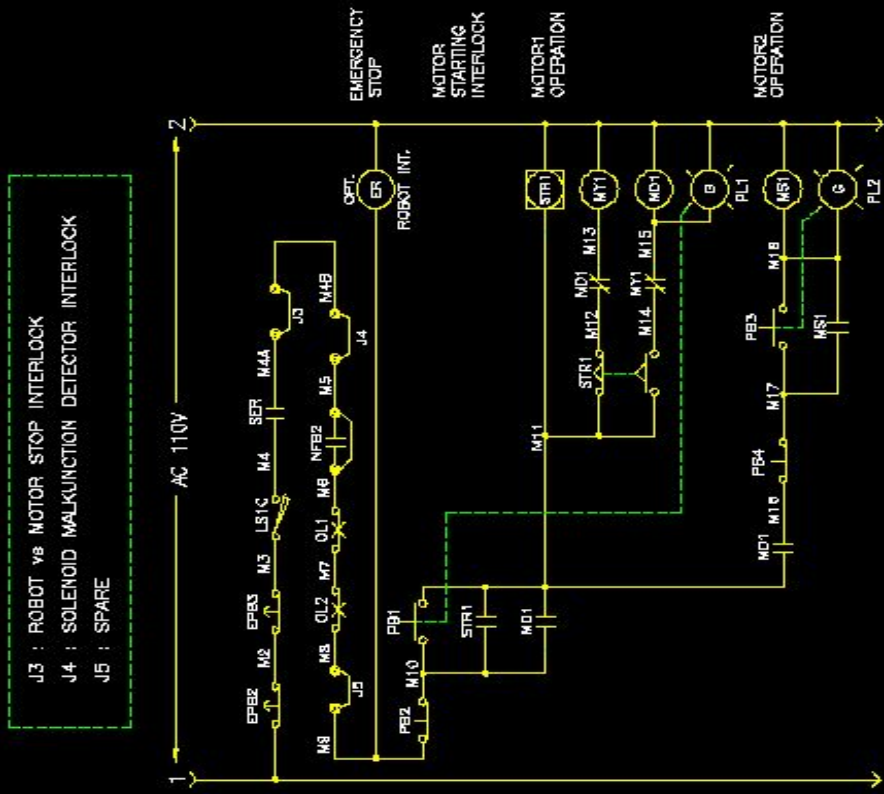 J3 : ROBOT vs MOTOR STOP INTERLOCK
J4 : SOLENOID MALKUNCTION DETECTOR INTERLOCK
J5 : SPARE
1
AC 110V
2
EPB2
M2
EPB3
M3
LS1C
M4
SER
M4A
J3
M9
J5
M8
OL2
M7
OL1
M6
NFB2
M5
J4
M4B
OPT.
ER
ROBOT INT.
EMERGENCY
STOP
PB2
M10
PB1
MOTOR
STARTING
INTERLOCK
STR1
MD1
M11
STR1
MOTOR1
OPERATION
STR1
M12
MD1
M13
MY1
M14
MY1
M15
MD1
B
PL1
MD1
M16
PB4
M17
PB3
M18
MS1
MOTOR2
OPERATION
MS1
G
PL2